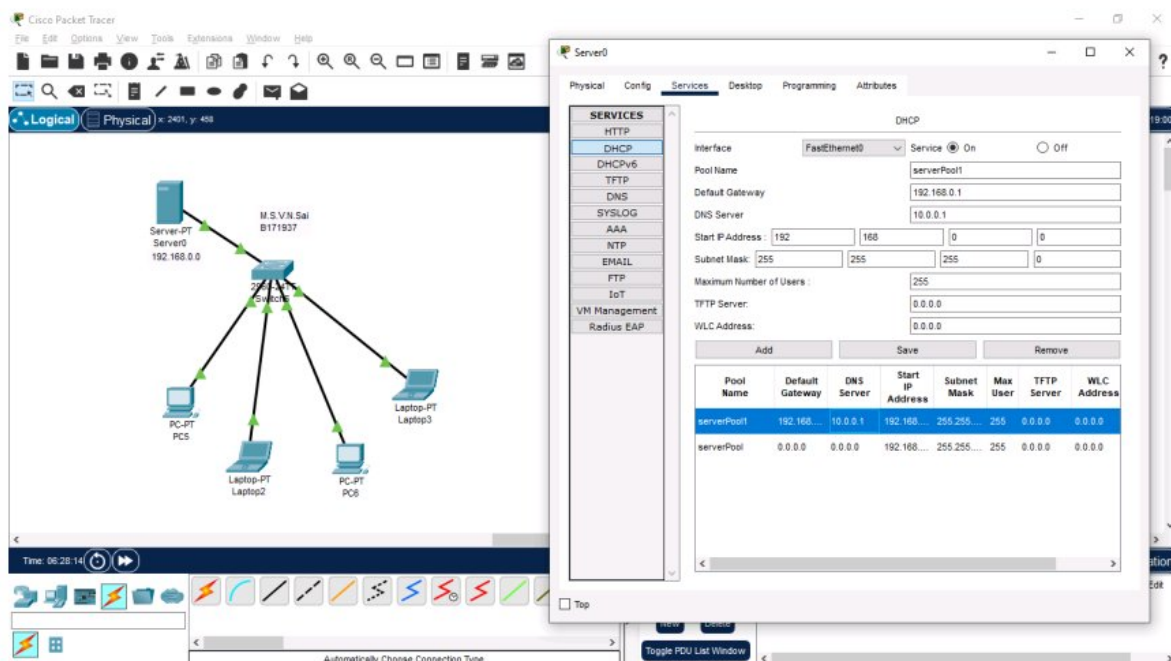 Cisco Packet Tracer
File Edit Options View Tools Extensions Window Help
Logical Physical x: 2401, y: 468
19:00
Server-PT
Server0
192.168.0.0
M.S.V.N.Sai
B171937
Switch6
PC-PT
PC5
Laptop-PT
Laptop2
PC-PT
PC6
Laptop-PT
Laptop3
Time: 06:28:14
Automatically Choose Connection Type
Server0
Physical Config Services Desktop Programming Attributes
SERVICES
HTTP
DHCP
DHCPv6
TFTP
DNS
SYSLOG
AAA
NTP
EMAIL
FTP
IoT
VM Management
Radius EAP
DHCP
Interface FastEthernet0 Service On Off
Pool Name serverPool1
Default Gateway 192.168.0.1
DNS Server 10.0.0.1
Start IP Address : 192 168 0 0
Subnet Mask: 255 255 255 0
Maximum Number of Users : 255
TFTP Server: 0.0.0.0
WLC Address: 0.0.0.0
Add Save Remove
Pool Name Default Gateway DNS Server Start IP Address Subnet Mask Max User TFTP Server WLC Address
serverPool1 192.168.... 10.0.0.1 192.168.... 255.255.... 255 0.0.0.0 0.0.0.0
serverPool 0.0.0.0 0.0.0.0 192.168.... 255.255.... 255 0.0.0.0 0.0.0.0
Top
New Delete
Toggle PDU List Window
Edit